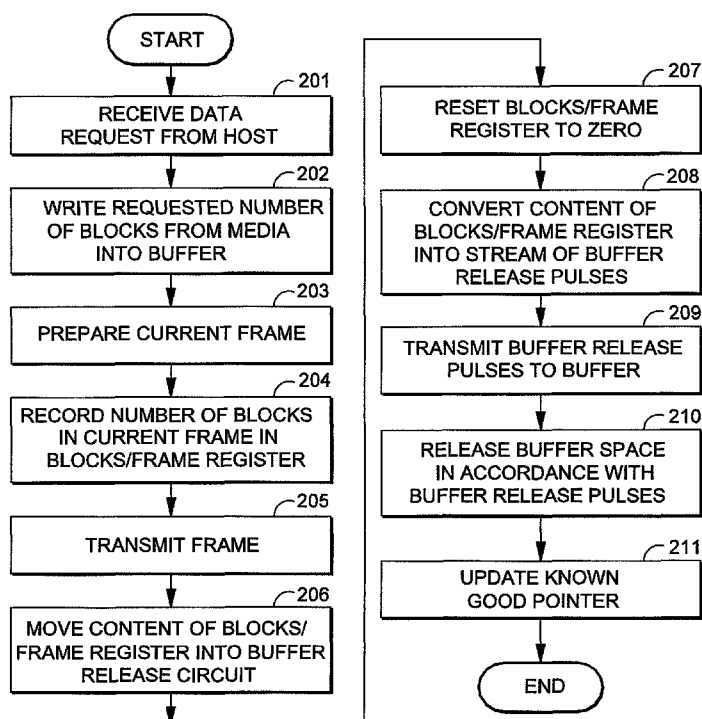 START
201
RECEIVE DATA
REQUEST FROM HOST
202
WRITE REQUESTED NUMBER
OF BLOCKS FROM MEDIA
INTO BUFFER
203
PREPARE CURRENT FRAME
204
RECORD NUMBER OF BLOCKS
IN CURRENT FRAME IN
BLOCKS/FRAME REGISTER
205
TRANSMIT FRAME
206
MOVE CONTENT OF BLOCKS/
FRAME REGISTER INTO BUFFER
RELEASE CIRCUIT
207
RESET BLOCKS/FRAME
REGISTER TO ZERO
208
CONVERT CONTENT OF
BLOCKS/FRAME REGISTER
INTO STREAM OF BUFFER
RELEASE PULSES
209
TRANSMIT BUFFER RELEASE
PULSES TO BUFFER
210
RELEASE BUFFER SPACE
IN ACCORDANCE WITH
BUFFER RELEASE PULSES
211
UPDATE KNOWN
GOOD POINTER
END